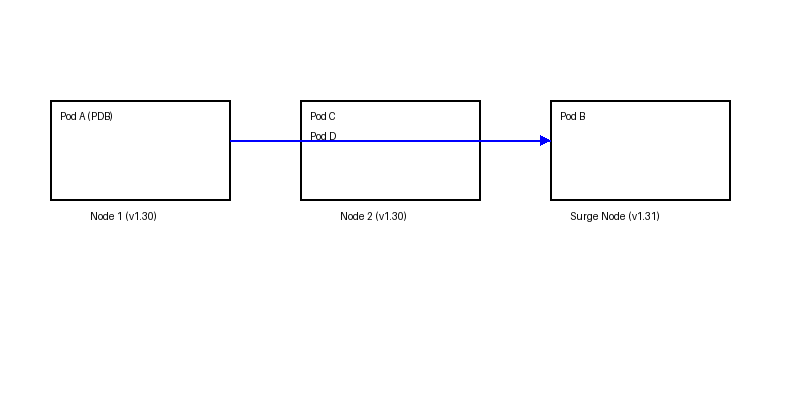 Pod A (PDB)
Pod C
Pod D
Pod B
Node 1 (v1.30)
Node 2 (v1.30)
Surge Node (v1.31)